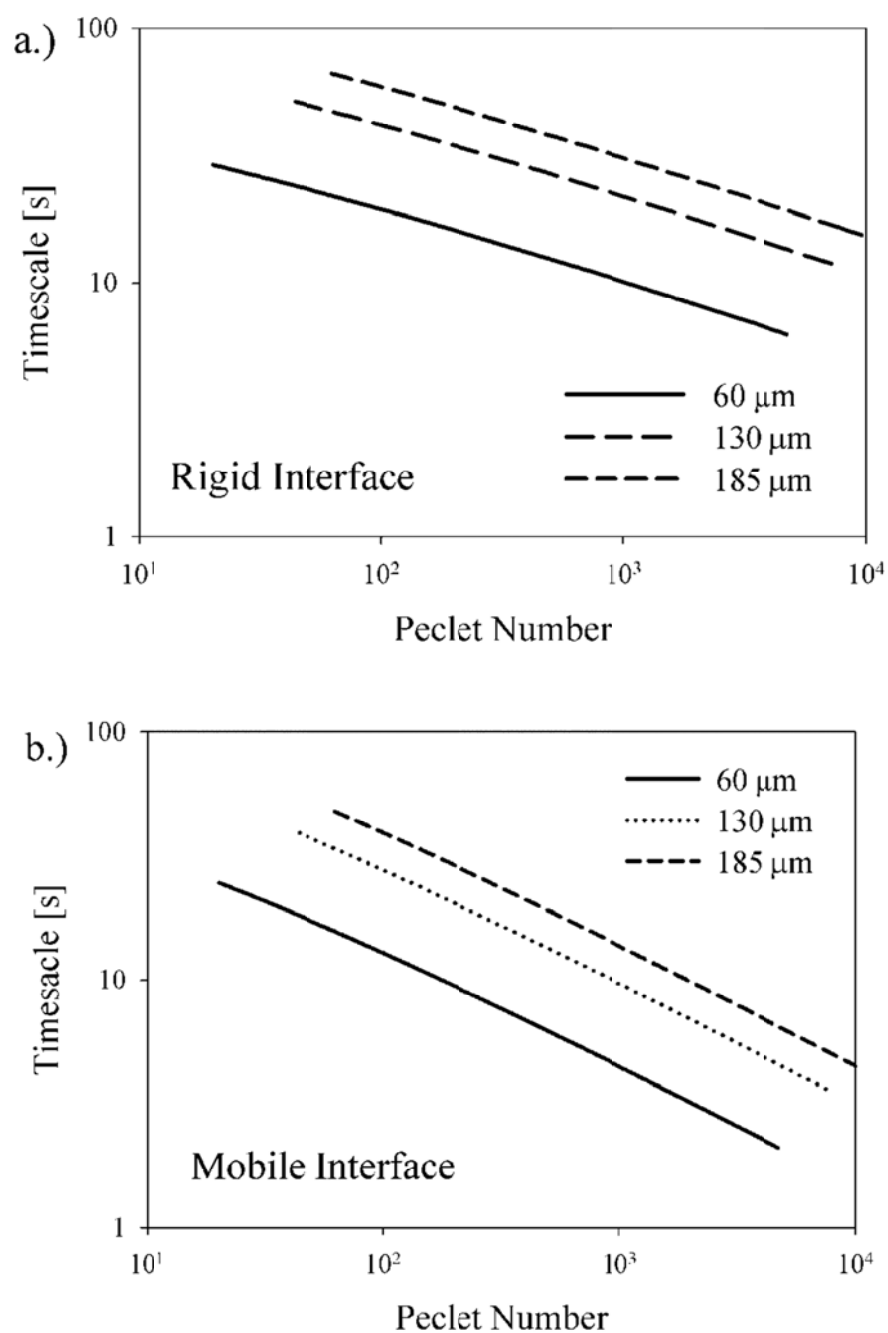 a.)
100
10
1
Timescale [s]
60 μm
130 μm
185 μm
Rigid Interface
10¹
10²
10³
10⁴
Peclet Number
b.)
100
10
1
Timesacle [s]
60 μm
130 μm
185 μm
Mobile Interface
10¹
10²
10³
10⁴
Peclet Number